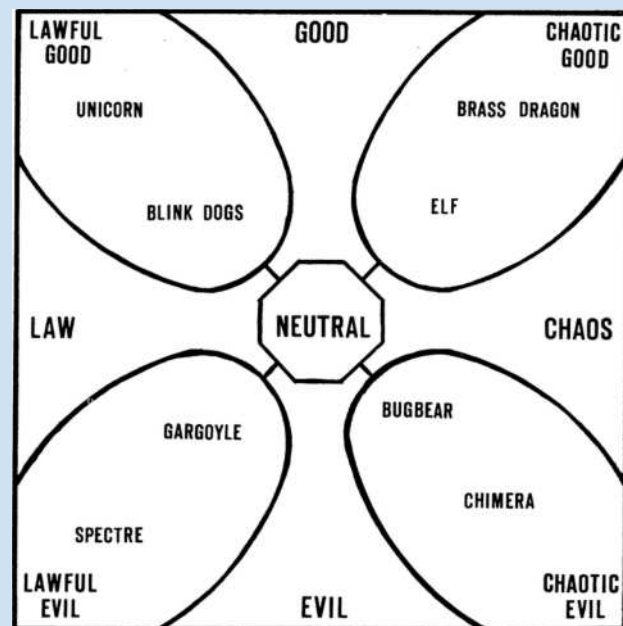 LAWFUL
GOOD
GOOD
CHAOTIC
GOOD
UNICORN
BRASS DRAGON
BLINK DOGS
ELF
LAW
NEUTRAL
CHAOS
GARGOYLE
BUGBEAR
SPECTRE
CHIMERA
LAWFUL
EVIL
EVIL
CHAOTIC
EVIL